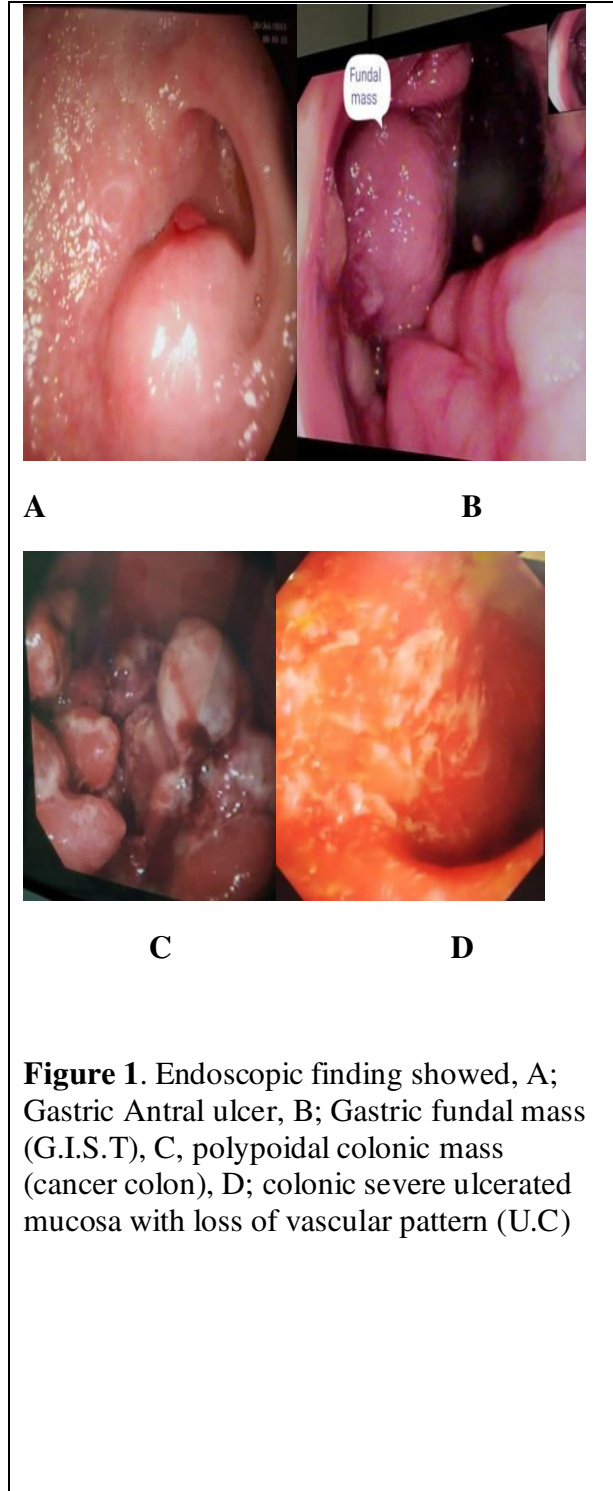 Fundal
mass
A B
C D
Figure 1. Endoscopic finding showed, A;
Gastric Antral ulcer, B; Gastric fundal mass
(G.I.S.T), C, polypoidal colonic mass
(cancer colon), D; colonic severe ulcerated
mucosa with loss of vascular pattern (U.C)